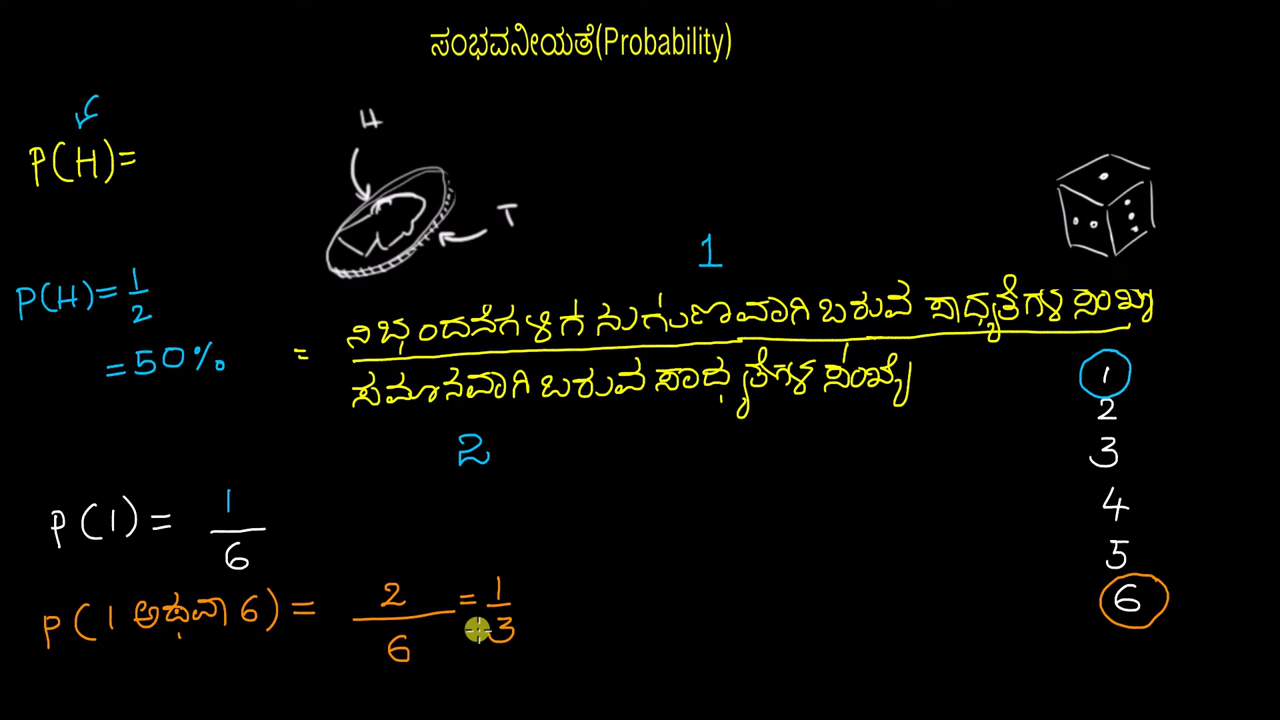 ಸಂಭವನೀಯತೆ(Probability)
H
P(H)=
T
1
P(H)= 1/2
= 50%
= ನಿಭಂದನೆಗಳಿಗ ನುಗುಣವಾಗಿ ಬರುವ ಸಾಧ್ಯತೆಗಳ ಸಂಖ್ಯೆ
ಸಮಾನವಾಗಿ ಬರುವ ಸಾಧ್ಯತೆಗಳ ಸಂಖ್ಯೆ
2
P(1) = 1/6
P(1 ಅಥವಾ 6) = 2/6 = 1/3
1
2
3
4
5
6